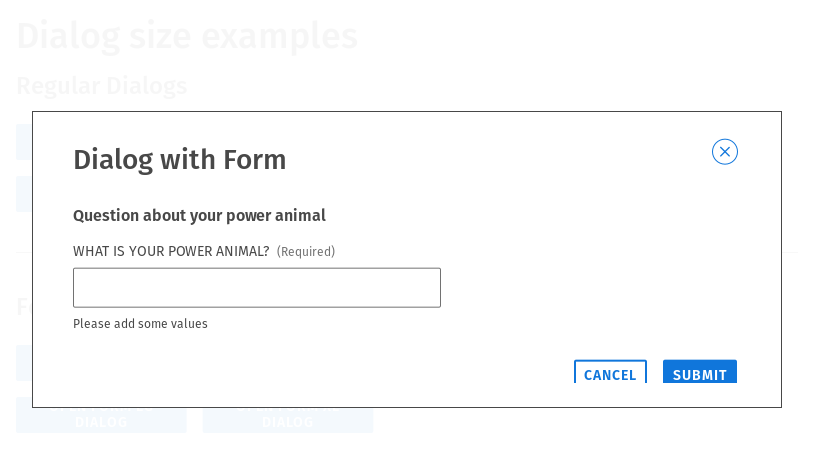 Dialog size examples
Regular Dialogs
Dialog with Form
Question about your power animal
WHAT IS YOUR POWER ANIMAL? (Required)
Please add some values
CANCEL SUBMIT
DIALOG DIALOG